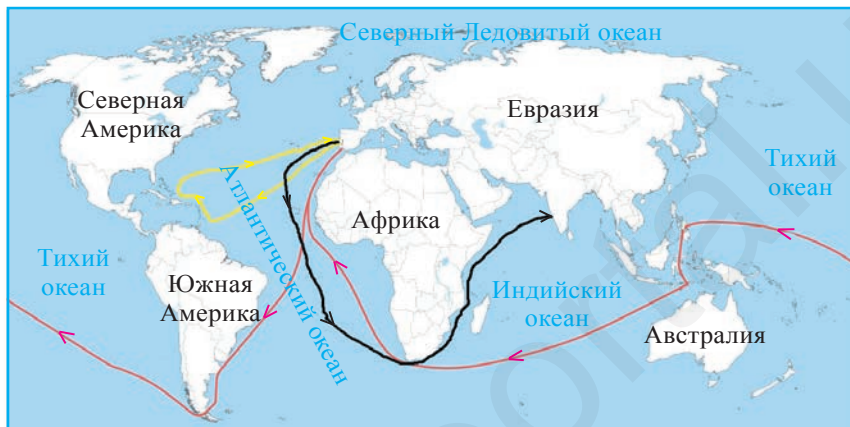 Северный Ледовитый океан
Северная
Америка
Евразия
Тихий
океан
Атлантический океан
Африка
Тихий
океан
Южная
Америка
Индийский
океан
Австралия